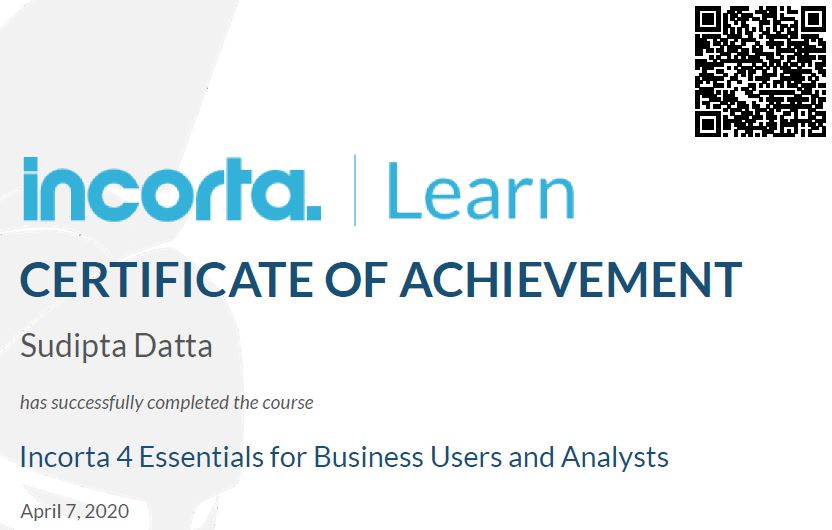 incorta. | Learn
CERTIFICATE OF ACHIEVEMENT
Sudipta Datta
has successfully completed the course
Incorta 4 Essentials for Business Users and Analysts
April 7, 2020